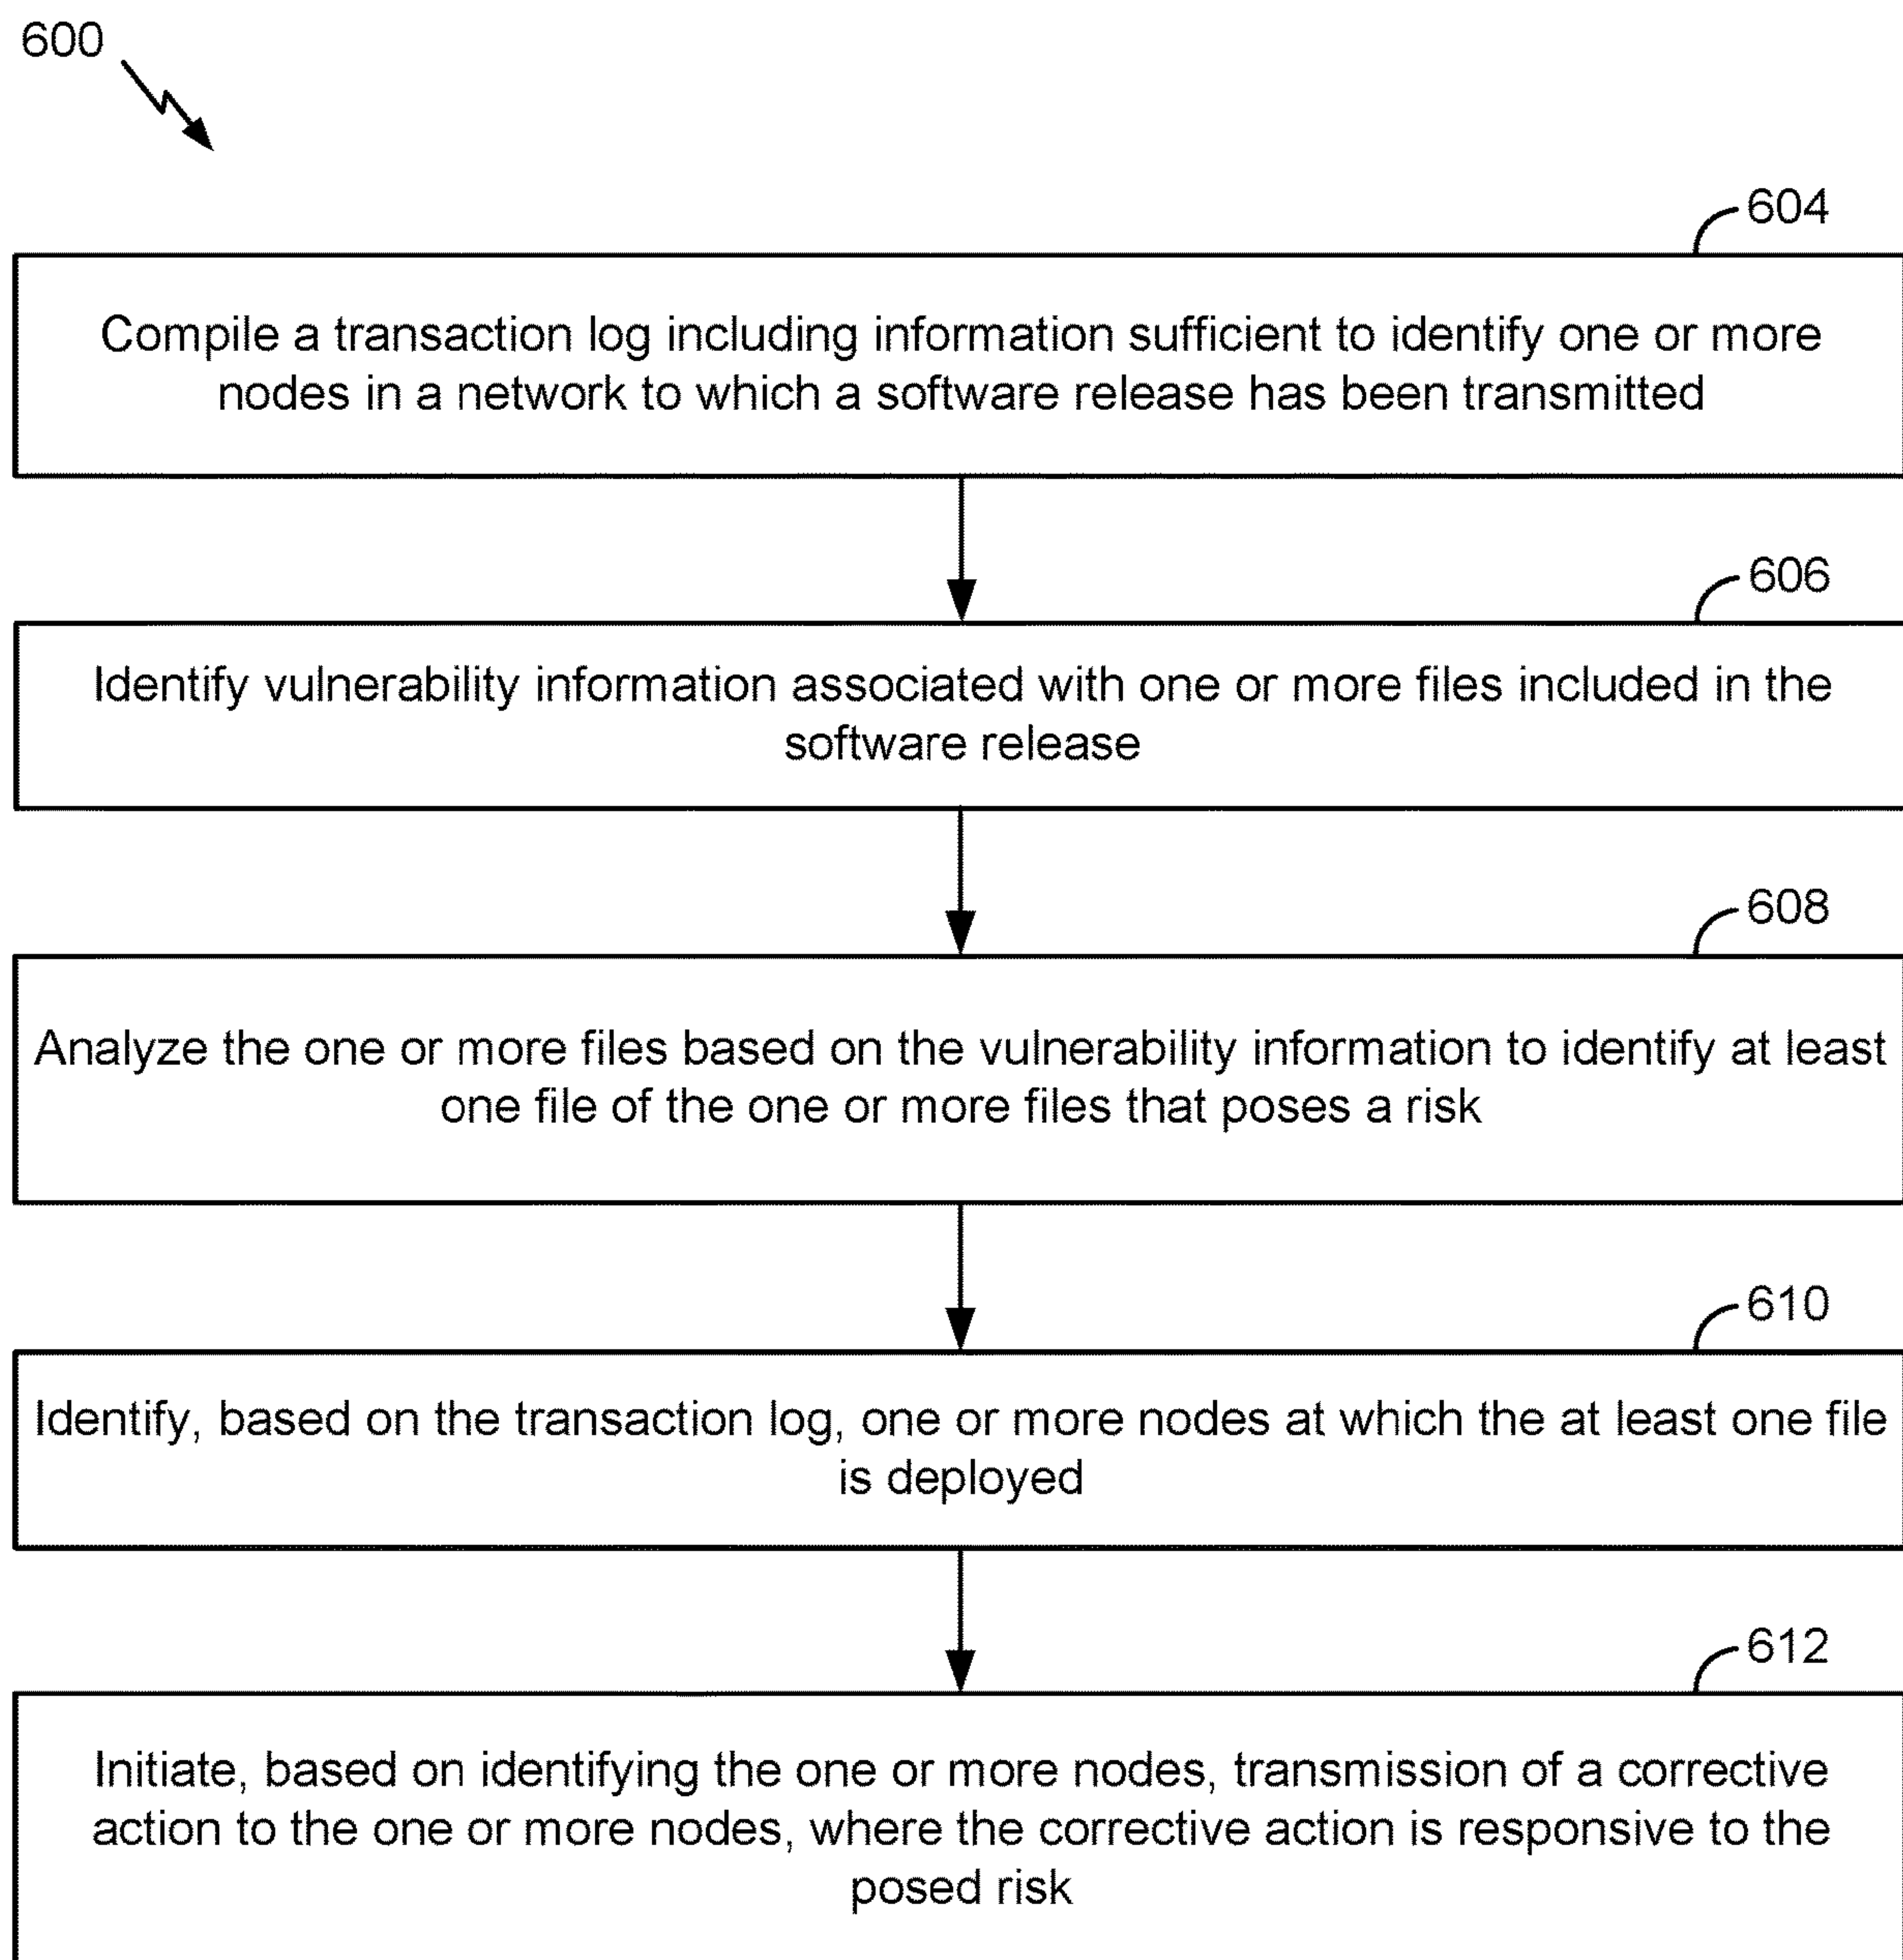 600
604
Compile a transaction log including information sufficient to identify one or more
nodes in a network to which a software release has been transmitted
606
Identify vulnerability information associated with one or more files included in the
software release
608
Analyze the one or more files based on the vulnerability information to identify at least
one file of the one or more files that poses a risk
610
Identify, based on the transaction log, one or more nodes at which the at least one file
is deployed
612
Initiate, based on identifying the one or more nodes, transmission of a corrective
action to the one or more nodes, where the corrective action is responsive to the
posed risk